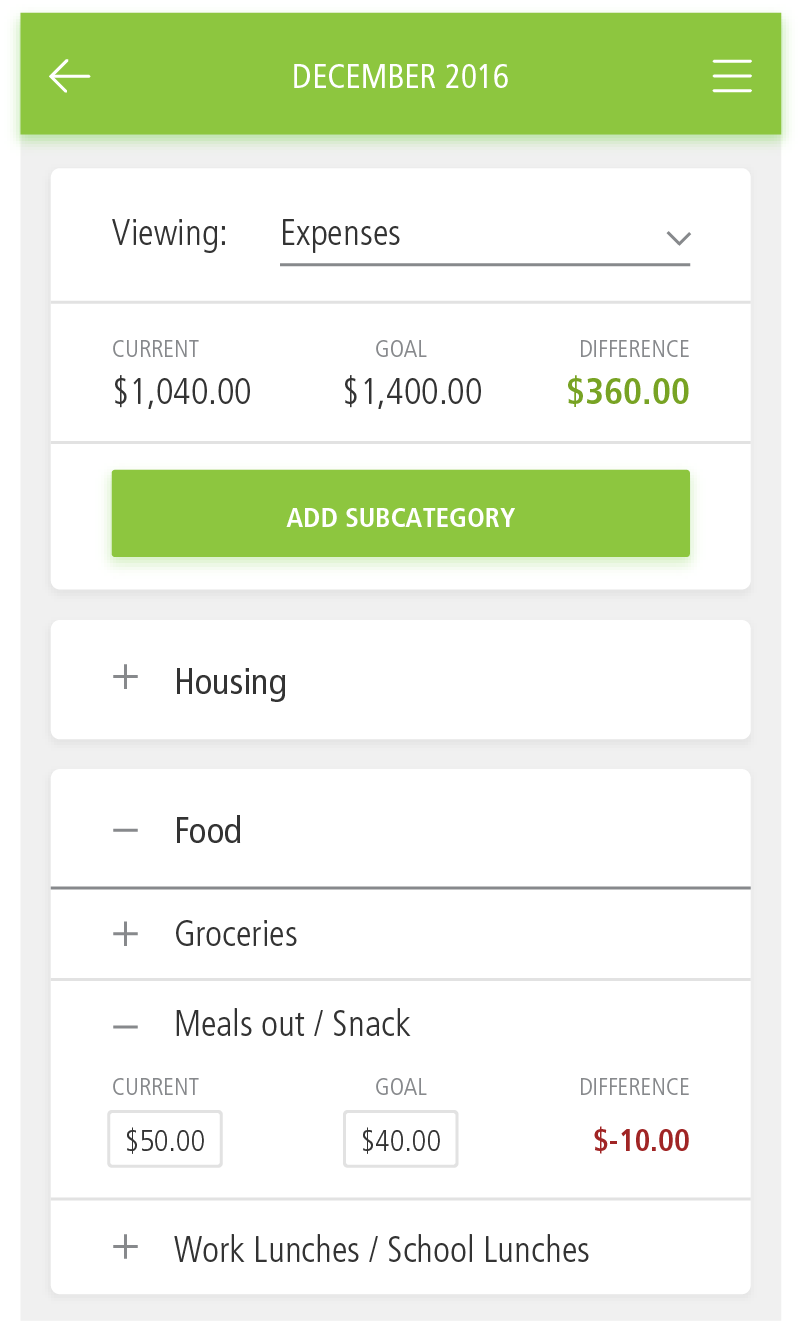 DECEMBER 2016
Viewing: Expenses
CURRENT GOAL DIFFERENCE
$1,040.00 $1,400.00 $360.00
ADD SUBCATEGORY
Housing
Food
Groceries
Meals out / Snack
CURRENT GOAL DIFFERENCE
$50.00 $40.00 $-10.00
Work Lunches / School Lunches